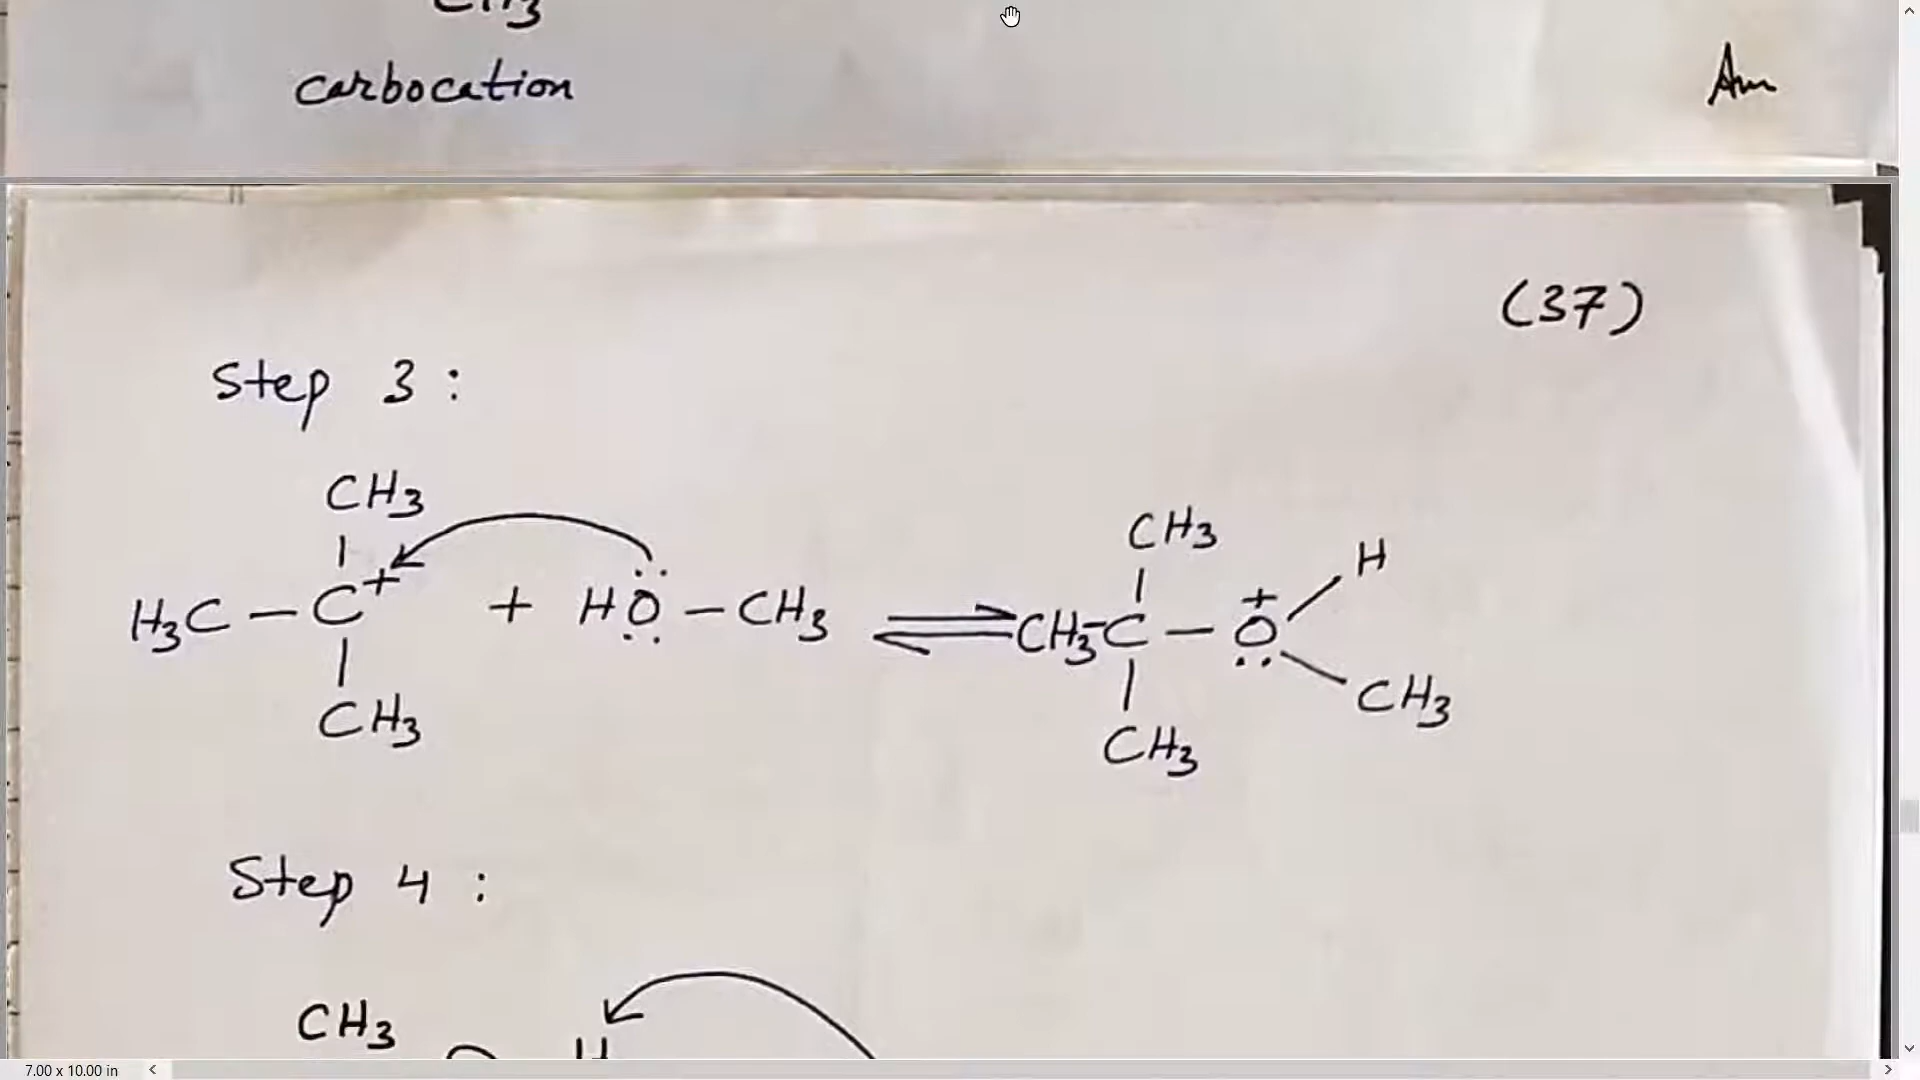 CH3
carbocation
(37)
Step 3 :
CH3
H3C - C+ + HÖ - CH3 ⇌ CH3-C - O+
CH3
H
CH3
CH3
CH3
Step 4 :
CH3
H
7.00 x 10.00 in